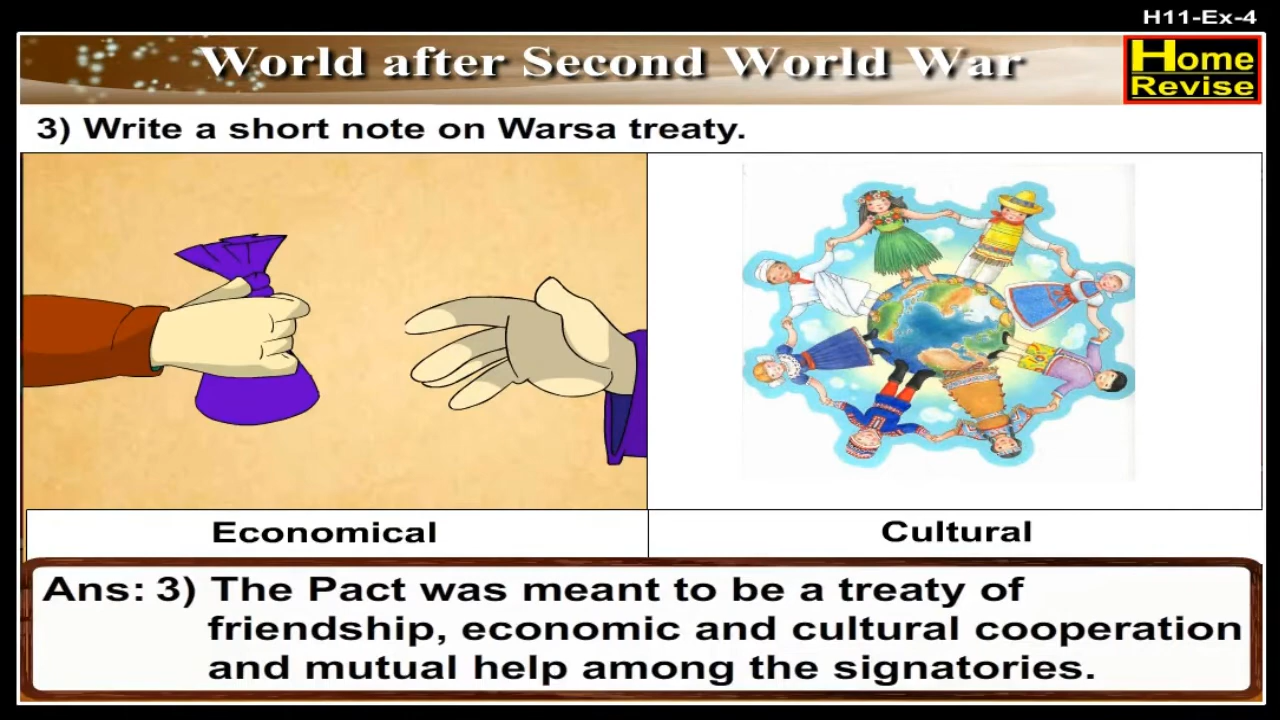 H11-Ex-4
World after Second World War
Home
Revise
3) Write a short note on Warsa treaty.
Economical
Cultural
Ans: 3) The Pact was meant to be a treaty of
friendship, economic and cultural cooperation
and mutual help among the signatories.